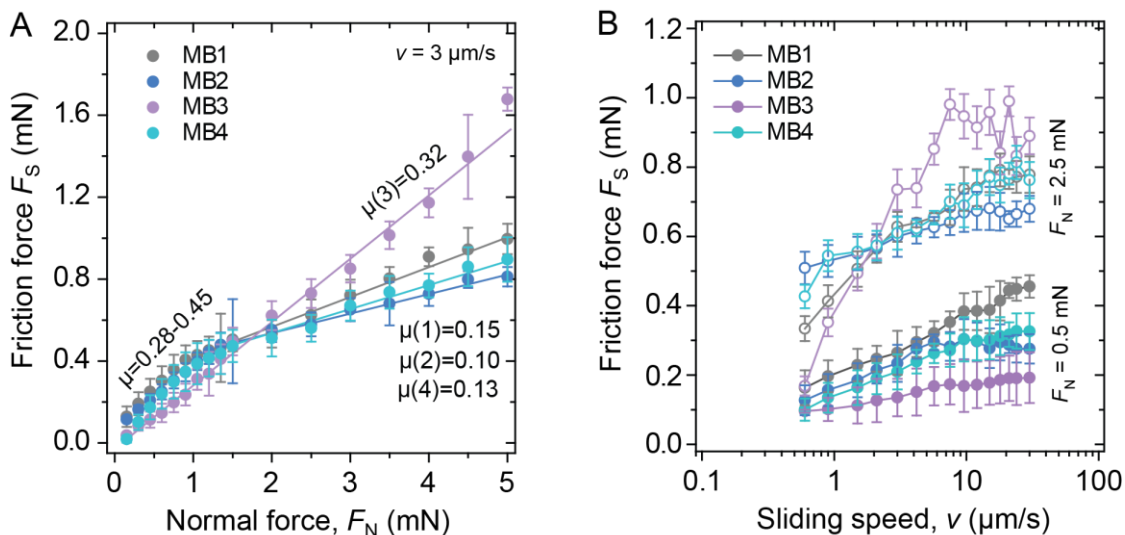 A
2.0
1.6
1.2
0.8
0.4
0.0
Friction force Fₛ (mN)
MB1
MB2
MB3
MB4
v = 3 µm/s
µ(3)=0.32
µ=0.28-0.45
µ(1)=0.15
µ(2)=0.10
µ(4)=0.13
0 1 2 3 4 5
Normal force, F_N (mN)
B
1.2
1.0
0.8
0.6
0.4
0.2
0.0
Friction force Fₛ (mN)
MB1
MB2
MB3
MB4
F_N = 2.5 mN
F_N = 0.5 mN
0.1 1 10 100
Sliding speed, v (µm/s)